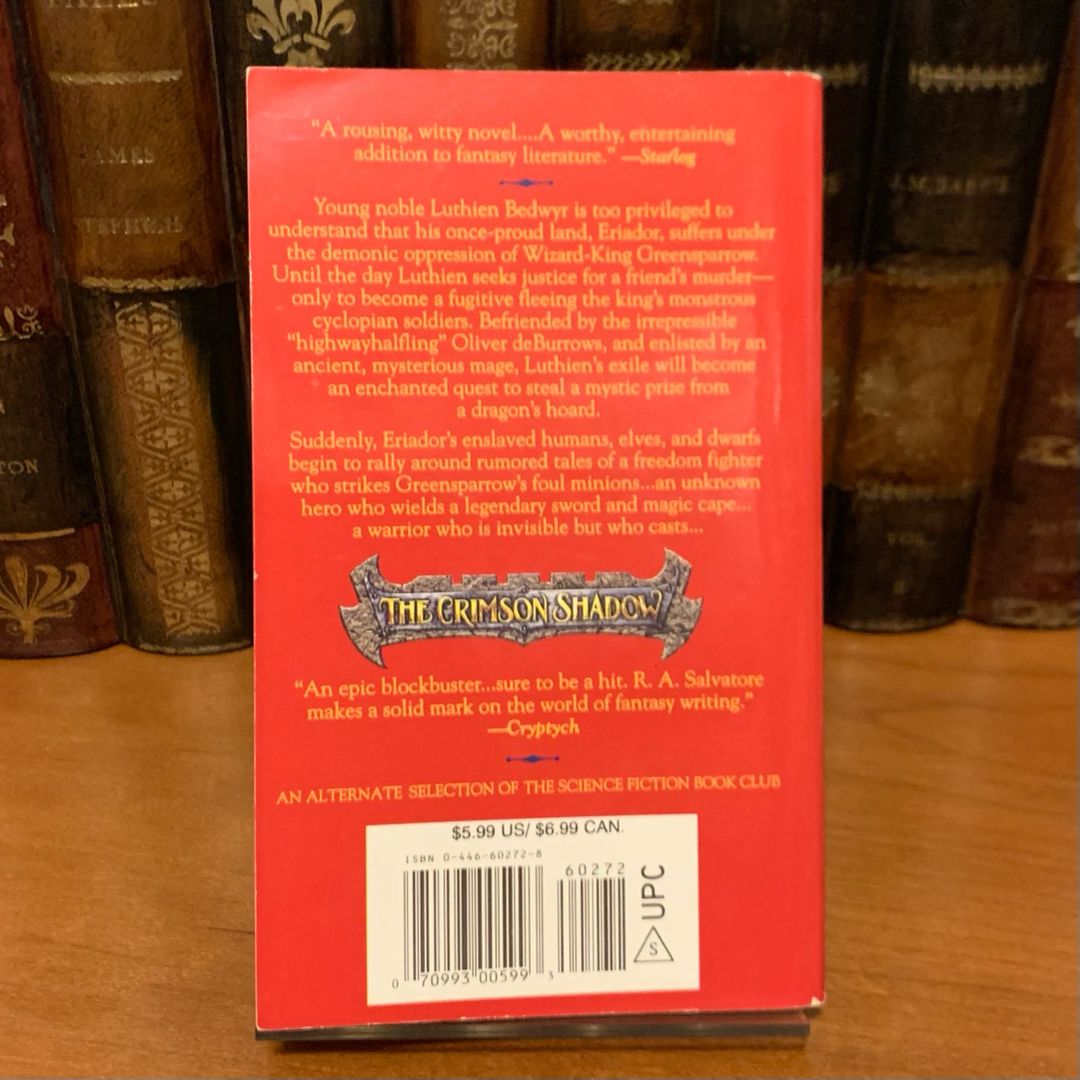 JAMES
STEPHENS
TON
J.M. BARRIE
VOL.
"A rousing, witty novel....A worthy, entertaining
addition to fantasy literature." —Starlog
Young noble Luthien Bedwyr is too privileged to
understand that his once-proud land, Eriador, suffers under
the demonic oppression of Wizard-King Greensparrow.
Until the day Luthien seeks justice for a friend's murder—
only to become a fugitive fleeing the king's monstrous
cyclopian soldiers. Befriended by the irrepressible
"highwayhalfling" Oliver deBurrows, and enlisted by an
ancient, mysterious mage, Luthien's exile will become
an enchanted quest to steal a mystic prize from
a dragon's hoard.
Suddenly, Eriador's enslaved humans, elves, and dwarfs
begin to rally around rumored tales of a freedom fighter
who strikes Greensparrow's foul minions...an unknown
hero who wields a legendary sword and magic cape...
a warrior who is invisible but who casts...
THE CRIMSON SHADOW
"An epic blockbuster...sure to be a hit. R. A. Salvatore
makes a solid mark on the world of fantasy writing."
—Cryptych
AN ALTERNATE SELECTION OF THE SCIENCE FICTION BOOK CLUB
$5.99 US/ $6.99 CAN.
ISBN 0-446-60272-8
60272
0 70993 00599 3
UPC
S